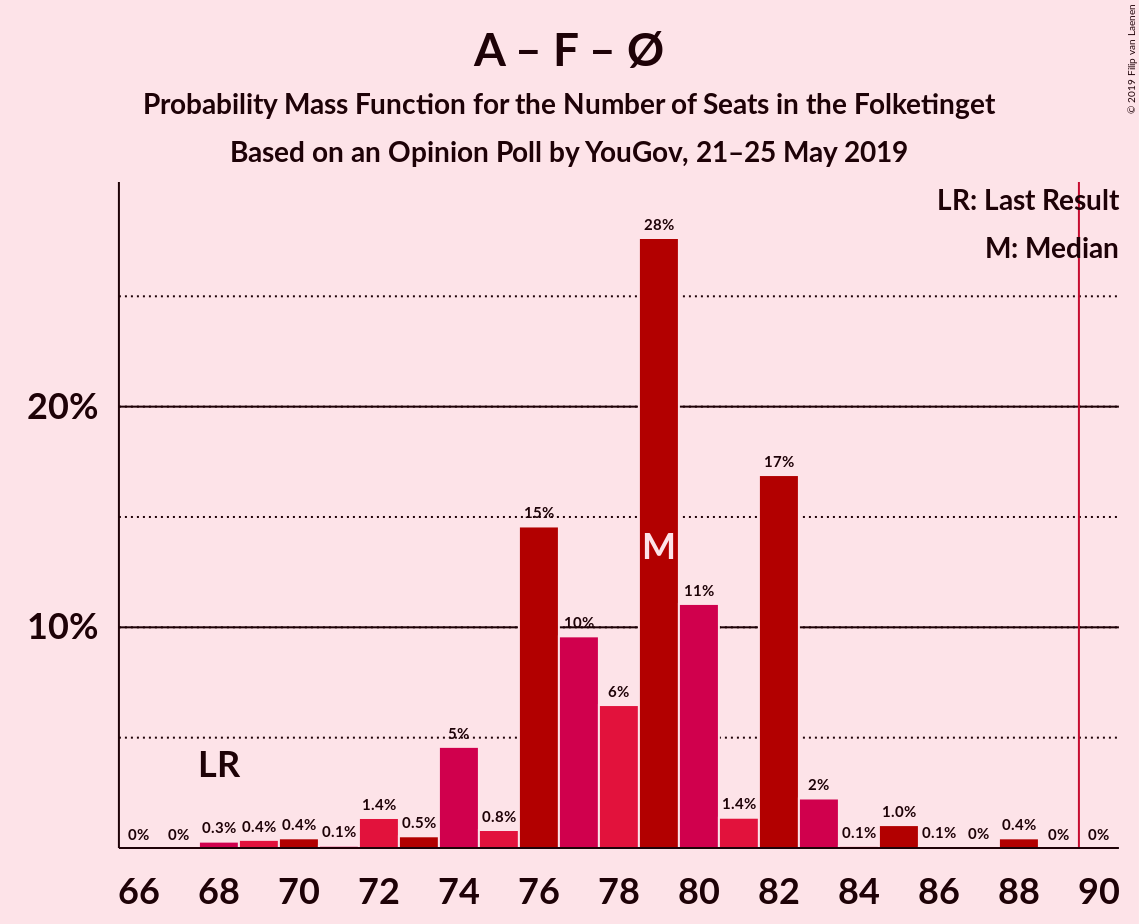 A – F – Ø
Probability Mass Function for the Number of Seats in the Folketinget
Based on an Opinion Poll by YouGov, 21–25 May 2019
© 2019 Filip van Laenen
LR: Last Result
M: Median
28%
20%
17%
15%
M
11%
10%
10%
6%
5%
LR
2%
1.4%
1.4%
1.0%
0.8%
0.5%
0% 0% 0.3% 0.4% 0.4% 0.1% 0.1% 0.1% 0% 0.4% 0% 0%
66 68 70 72 74 76 78 80 82 84 86 88 90